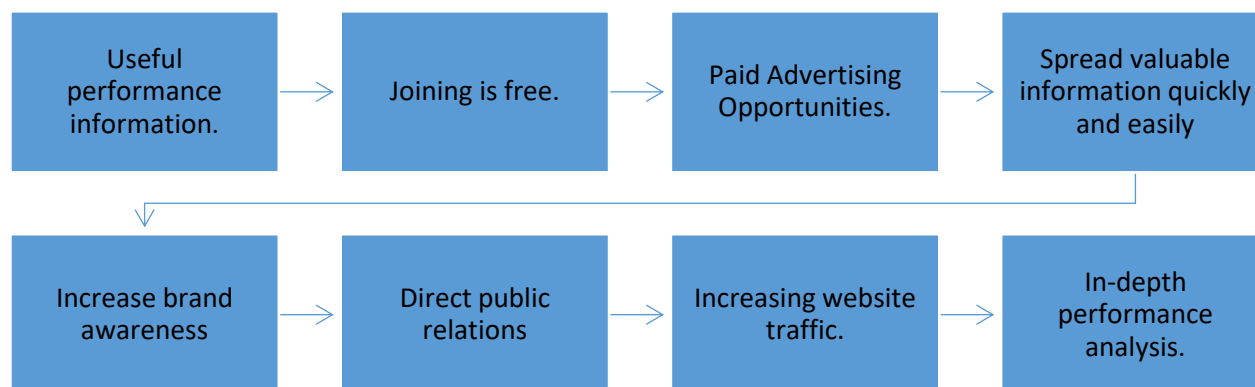 Useful
performance
information.
Joining is free.
Paid Advertising
Opportunities.
Spread valuable
information quickly
and easily
Increase brand
awareness
Direct public
relations
Increasing website
traffic.
In-depth
performance
analysis.